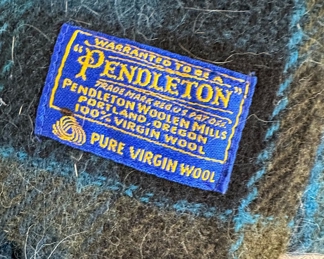 WARRANTED TO BE A
"PENDLETON"
TRADE MARK REG. U.S. PAT. OFF.
PENDLETON WOOLEN MILLS
PORTLAND, OREGON
100% VIRGIN WOOL
PURE VIRGIN WOOL